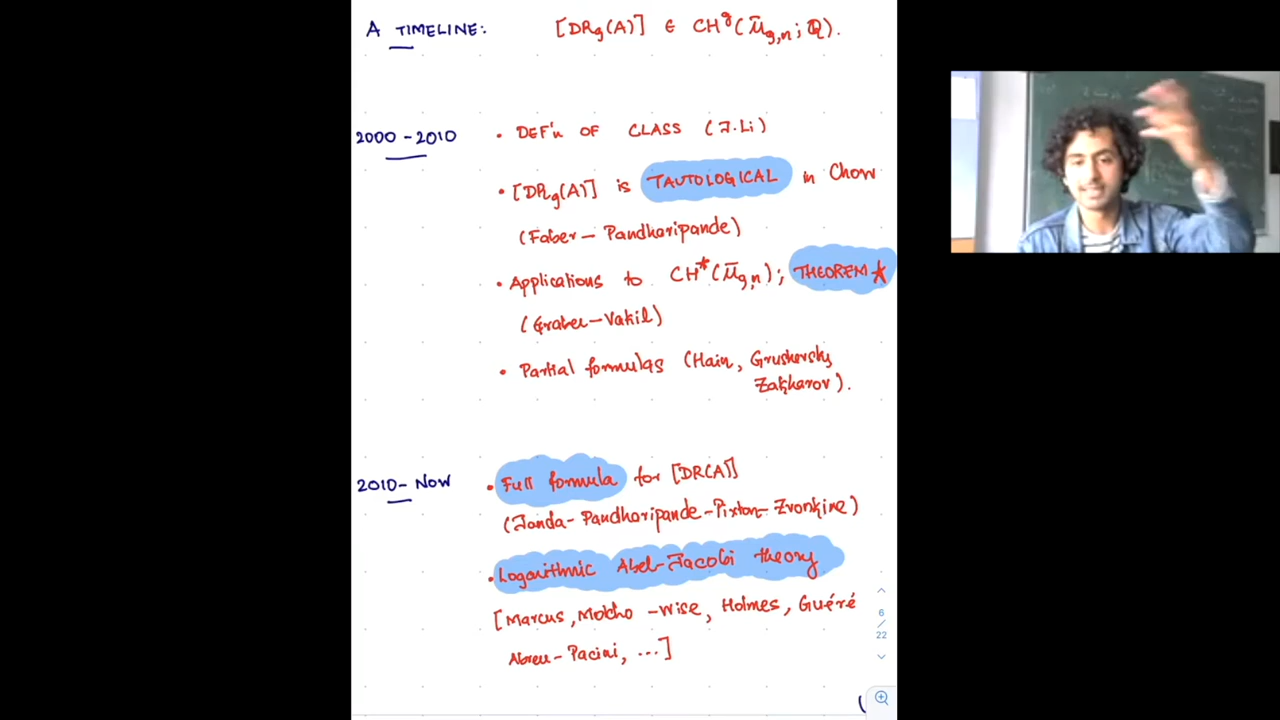 A TIMELINE: [DRg(A)] ∈ CH^g(M̄g,n; Q).
2000-2010 • DEF'n OF CLASS (J. Li)
• [DRg(A)] is TAUTOLOGICAL in Chow
(Faber-Pandharipande)
• Applications to CH*(M̄g,n); THEOREM ★
(Graber-Vakil)
• Partial formulas (Hain, Grushevsky
Zakharov).
2010-Now • Full formula for [DR(A)]
(Janda-Pandharipande-Pixton-Zvonkine)
• Logarithmic Abel-Jacobi theory
[Marcus, Molcho-Wise, Holmes, Guéré
Abreu-Pacini, ...]
6
/
22